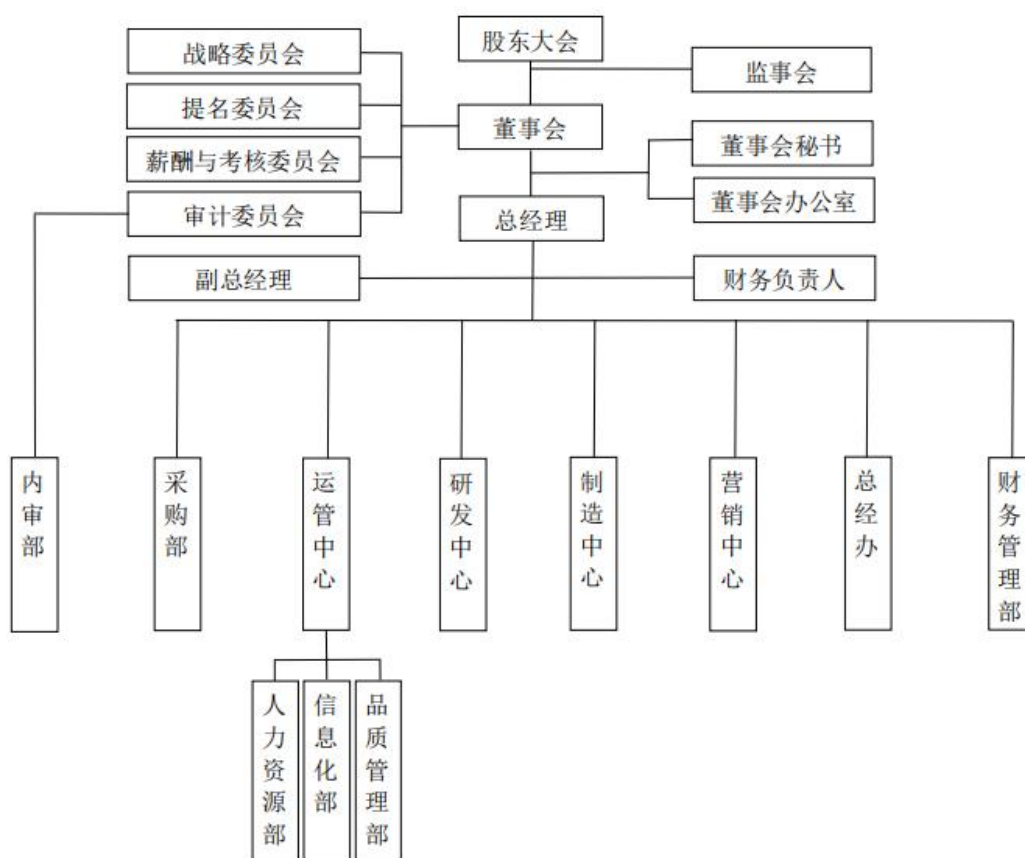 股东大会
战略委员会
监事会
提名委员会
董事会
董事会秘书
薪酬与考核委员会
董事会办公室
审计委员会
总经理
副总经理
财务负责人
内审部
采购部
运管中心
研发中心
制造中心
营销中心
总经办
财务管理部
人力资源部
信息化部
品质管理部